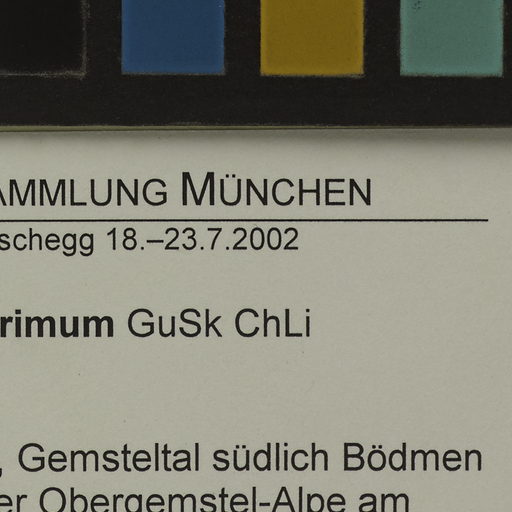 AMMLUNG MÜNCHEN
schegg 18.–23.7.2002
rimum GuSk ChLi
, Gemsteltal südlich Bödmen
er Obergemstel-Alpe am